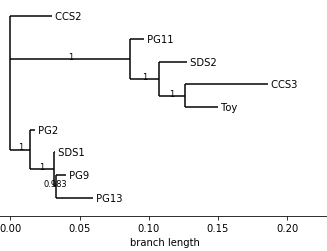 CCS2
PG11
1
SDS2
1
CCS3
1
Toy
PG2
1
SDS1
1
PG9
0.983
PG13
0.00 0.05 0.10 0.15 0.20
branch length